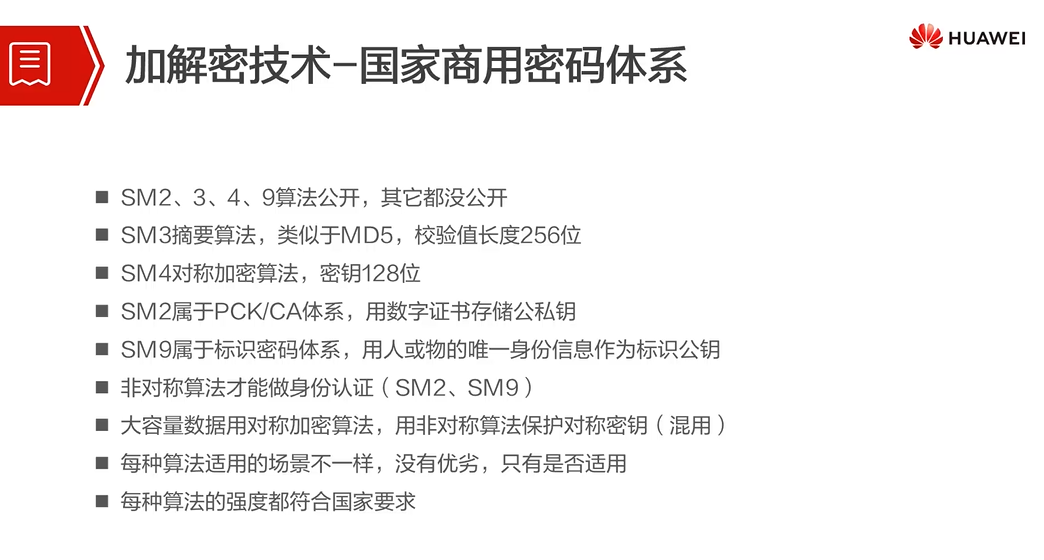 加解密技术-国家商用密码体系
HUAWEI
SM2、3、4、9算法公开，其它都没公开
SM3摘要算法，类似于MD5，校验值长度256位
SM4对称加密算法，密钥128位
SM2属于PCK/CA体系，用数字证书存储公私钥
SM9属于标识密码体系，用人或物的唯一身份信息作为标识公钥
非对称算法才能做身份认证（SM2、SM9）
大容量数据用对称加密算法，用非对称算法保护对称密钥（混用）
每种算法适用的场景不一样，没有优劣，只有是否适用
每种算法的强度都符合国家要求